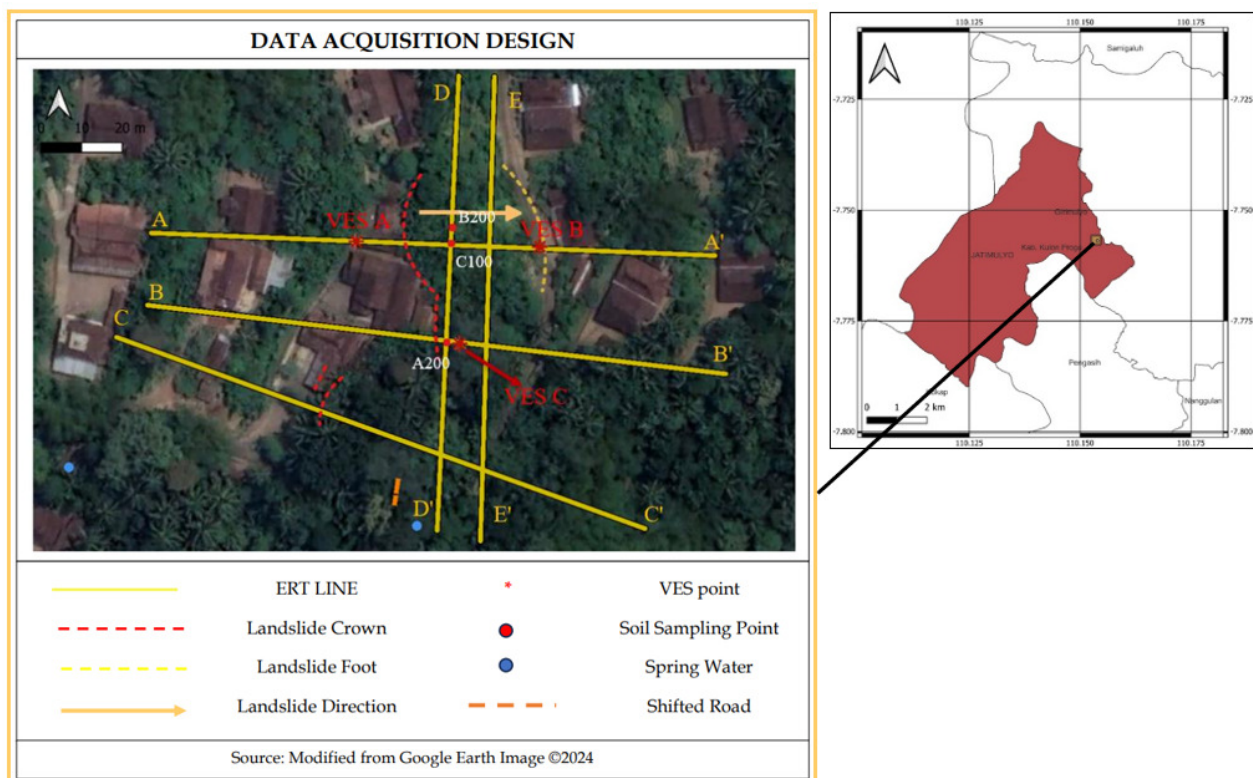 DATA ACQUISITION DESIGN
0 10 20 m
D
E
A
VES A
B200
VES B
A'
C100
B
C
A200
B'
VES C
D'
E'
C'
ERT LINE
VES point
Landslide Crown
Soil Sampling Point
Landslide Foot
Spring Water
Landslide Direction
Shifted Road
Source: Modified from Google Earth Image ©2024
110.125 110.150 110.175
Samigaluh
-7.725 -7.725
-7.750 -7.750
JATIMULYO
Kab. Kulon Progo
-7.775 -7.775
Pengasih
Nanggulan
0 1 2 km
-7.800 -7.800
110.125 110.150 110.175